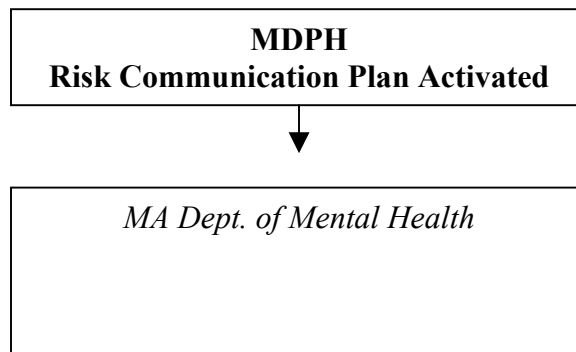 MDPH
Risk Communication Plan Activated
MA Dept. of Mental Health